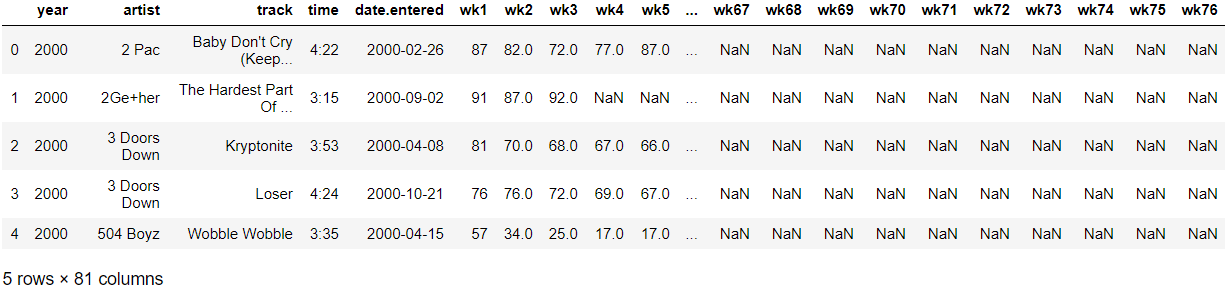 year artist track time date.entered wk1 wk2 wk3 wk4 wk5 ... wk67 wk68 wk69 wk70 wk71 wk72 wk73 wk74 wk75 wk76
0 2000 2 Pac Baby Don't Cry (Keep... 4:22 2000-02-26 87 82.0 72.0 77.0 87.0 ... NaN NaN NaN NaN NaN NaN NaN NaN NaN NaN
1 2000 2Ge+her The Hardest Part Of ... 3:15 2000-09-02 91 87.0 92.0 NaN NaN ... NaN NaN NaN NaN NaN NaN NaN NaN NaN NaN
2 2000 3 Doors Down Kryptonite 3:53 2000-04-08 81 70.0 68.0 67.0 66.0 ... NaN NaN NaN NaN NaN NaN NaN NaN NaN NaN
3 2000 3 Doors Down Loser 4:24 2000-10-21 76 76.0 72.0 69.0 67.0 ... NaN NaN NaN NaN NaN NaN NaN NaN NaN NaN
4 2000 504 Boyz Wobble Wobble 3:35 2000-04-15 57 34.0 25.0 17.0 17.0 ... NaN NaN NaN NaN NaN NaN NaN NaN NaN NaN
5 rows × 81 columns